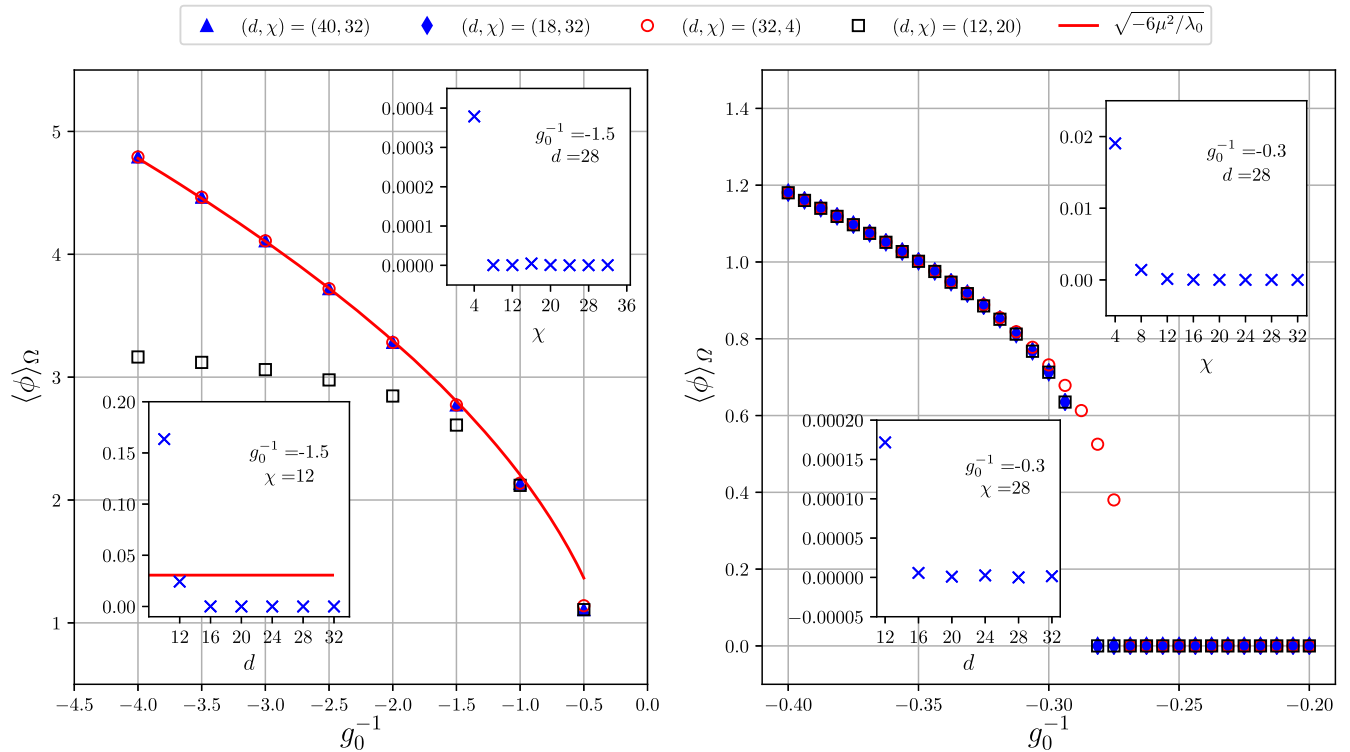 (d, χ) = (40, 32) (d, χ) = (18, 32) (d, χ) = (32, 4) (d, χ) = (12, 20) √−6μ²/λ₀
⟨ϕ⟩Ω
5
4
3
2
1
−4.5 −4.0 −3.5 −3.0 −2.5 −2.0 −1.5 −1.0 −0.5 0.0
g₀⁻¹
0.0004
0.0003
0.0002
0.0001
0.0000
g₀⁻¹ =-1.5
d =28
4 12 20 28 36
χ
0.20
0.15
0.10
0.05
0.00
g₀⁻¹ =-1.5
χ =12
12 16 20 24 28 32
d
⟨ϕ⟩Ω
1.4
1.2
1.0
0.8
0.6
0.4
0.2
0.0
−0.40 −0.35 −0.30 −0.25 −0.20
g₀⁻¹
0.02
0.01
0.00
g₀⁻¹ =-0.3
d =28
4 8 12 16 20 24 28 32
χ
0.00020
0.00015
0.00010
0.00005
0.00000
−0.00005
g₀⁻¹ =-0.3
χ =28
12 16 20 24 28 32
d